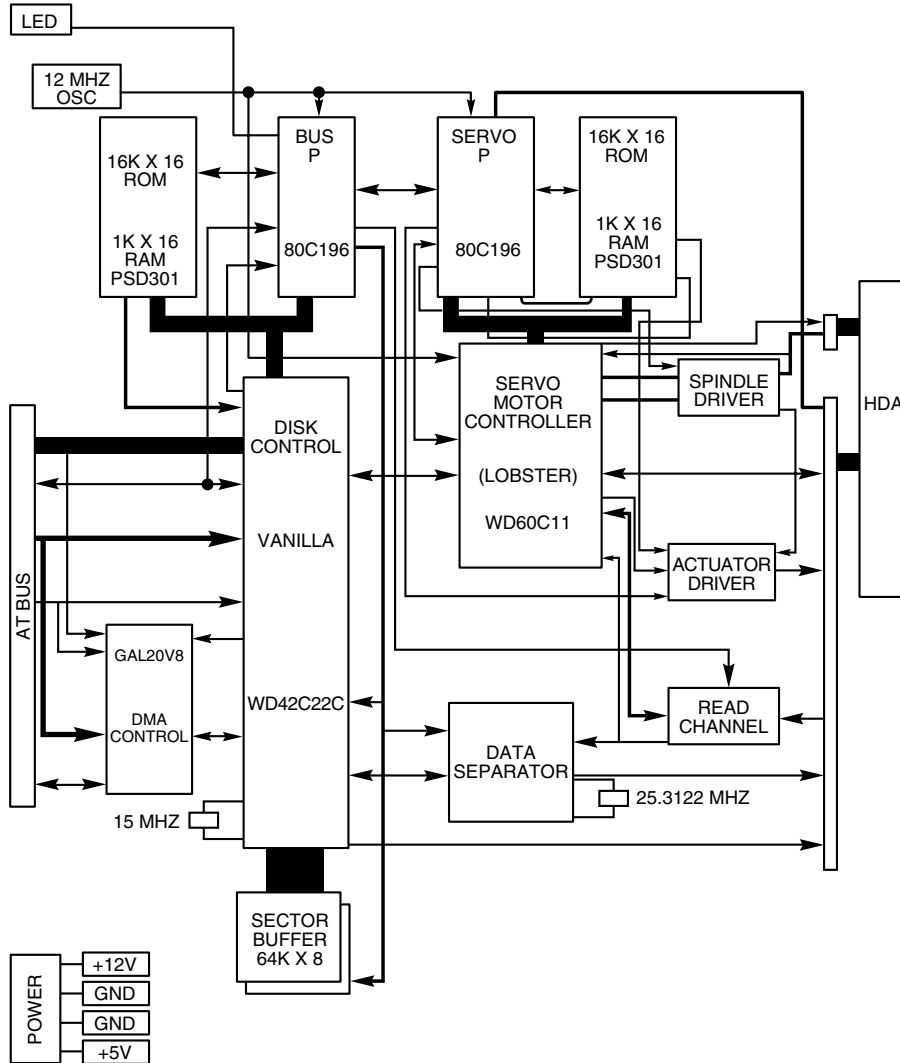 LED
12 MHZ
OSC
16K X 16
ROM
1K X 16
RAM
PSD301
BUS
P
80C196
SERVO
P
80C196
16K X 16
ROM
1K X 16
RAM
PSD301
DISK
CONTROL
VANILLA
WD42C22C
SERVO
MOTOR
CONTROLLER
(LOBSTER)
WD60C11
SPINDLE
DRIVER
HDA
ACTUATOR
DRIVER
AT BUS
GAL20V8
DMA
CONTROL
READ
CHANNEL
DATA
SEPARATOR
25.3122 MHZ
15 MHZ
SECTOR
BUFFER
64K X 8
POWER
+12V
GND
GND
+5V